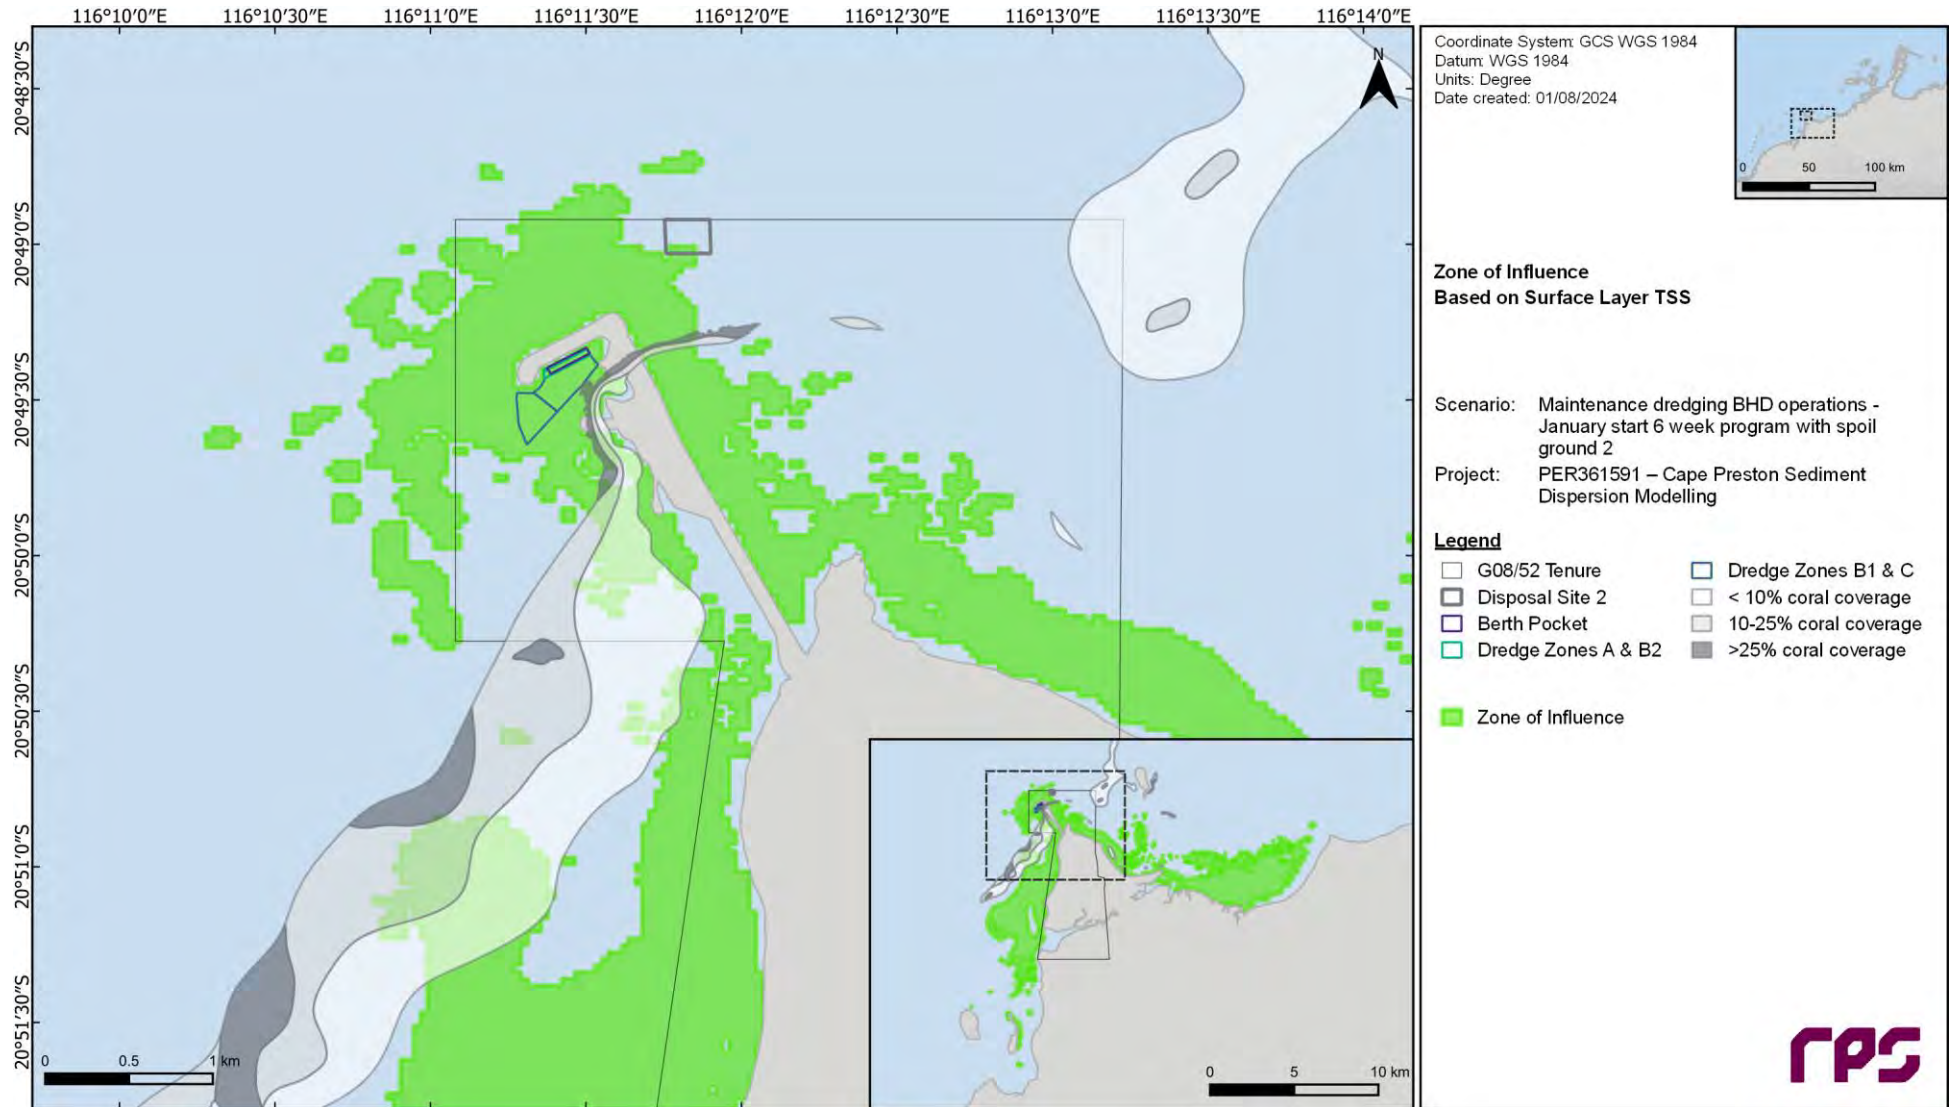 116°10'0"E 116°10'30"E 116°11'0"E 116°11'30"E 116°12'0"E 116°12'30"E 116°13'0"E 116°13'30"E 116°14'0"E
20°48'30"S
20°49'0"S
20°49'30"S
20°50'0"S
20°50'30"S
20°51'0"S
20°51'30"S
N
0 0.5 1 km
0 5 10 km
Coordinate System: GCS WGS 1984
Datum: WGS 1984
Units: Degree
Date created: 01/08/2024
0 50 100 km
Zone of Influence
Based on Surface Layer TSS
Scenario: Maintenance dredging BHD operations -
January start 6 week program with spoil
ground 2
Project: PER361591 – Cape Preston Sediment
Dispersion Modelling
Legend
G08/52 Tenure
Disposal Site 2
Berth Pocket
Dredge Zones A & B2
Dredge Zones B1 & C
< 10% coral coverage
10-25% coral coverage
>25% coral coverage
Zone of Influence
rps